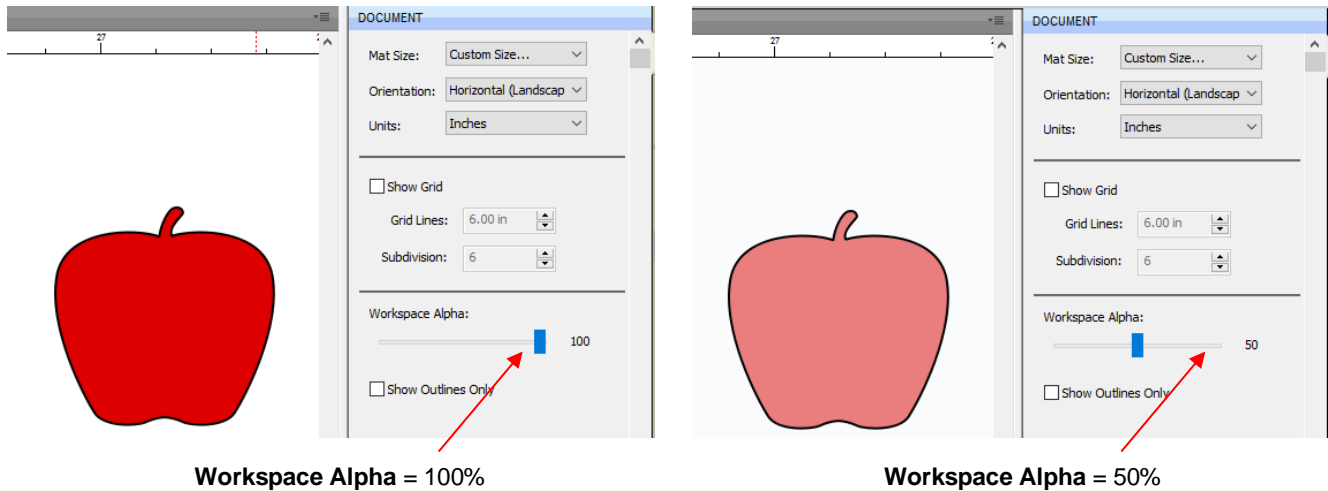 DOCUMENT
27
Mat Size: Custom Size...
Orientation: Horizontal (Landscap
Units: Inches
Show Grid
Grid Lines: 6.00 in
Subdivision: 6
Workspace Alpha:
100
Show Outlines Only
Workspace Alpha = 100%
DOCUMENT
27
Mat Size: Custom Size...
Orientation: Horizontal (Landscap
Units: Inches
Show Grid
Grid Lines: 6.00 in
Subdivision: 6
Workspace Alpha:
50
Show Outlines Only
Workspace Alpha = 50%